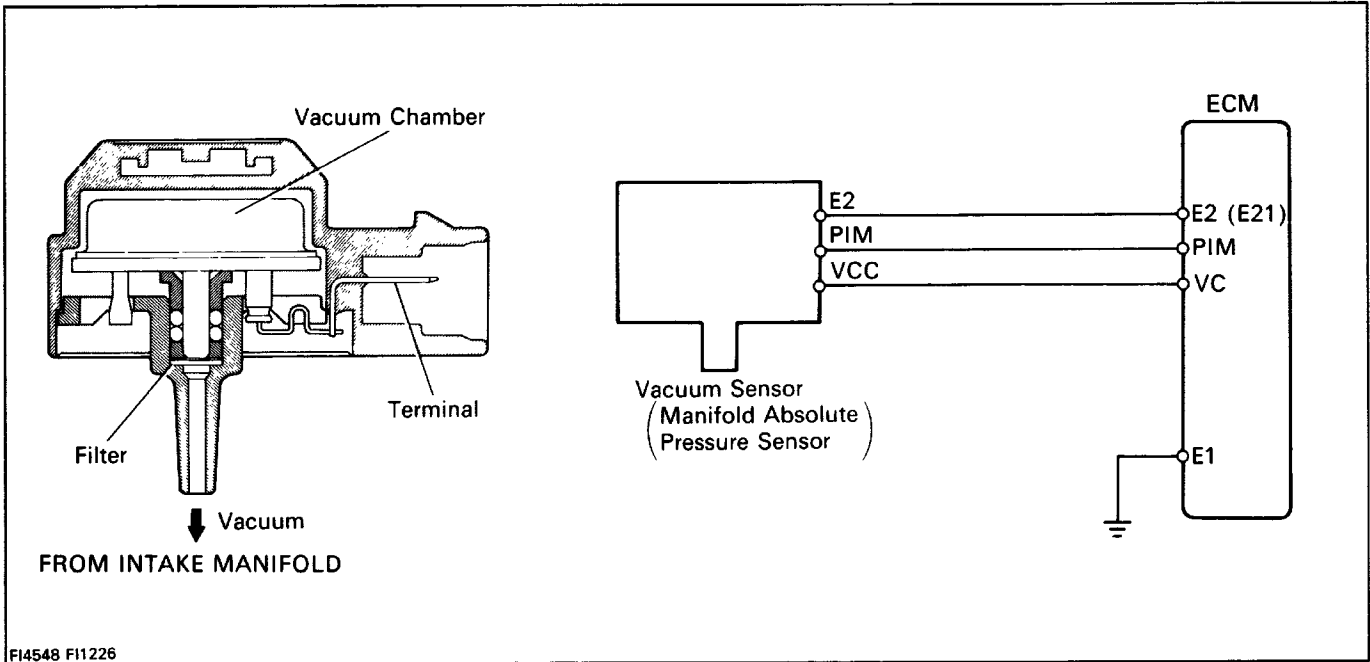 Vacuum Chamber
Filter
Terminal
Vacuum
FROM INTAKE MANIFOLD
ECM
E2
E2 (E21)
PIM
PIM
VCC
VC
Vacuum Sensor
(Manifold Absolute
Pressure Sensor)
E1
FI4548 FI1226